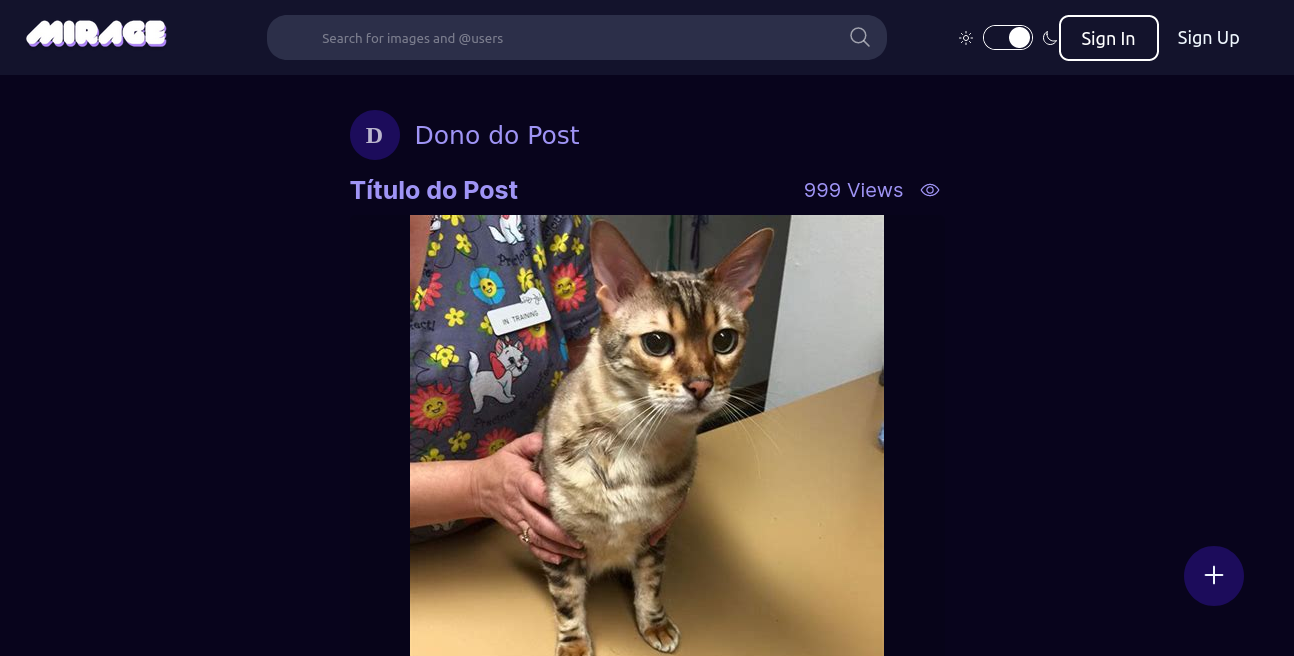 MIRAGE
Search for images and @users
Sign In
Sign Up
D
Dono do Post
Título do Post
999 Views
IN TRAINING